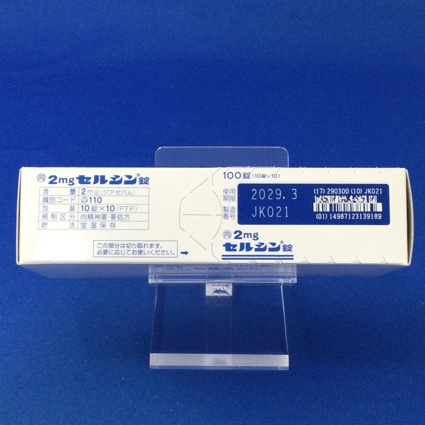 ㊞2mgセルシン®錠
含量 2mg(ジアゼパム)
識別コード 110
包装 10錠×10(PTP)
規制区分 向精神薬 要処方
貯法 室温保存
この部分は切り取れます。
必要に応じてお使いください。
100錠(10錠×10)
使用期限 2029.3
製造番号 JK021
(17) 290300 (10) JK021
(01) 14987123139189
2mg
セルシン®錠